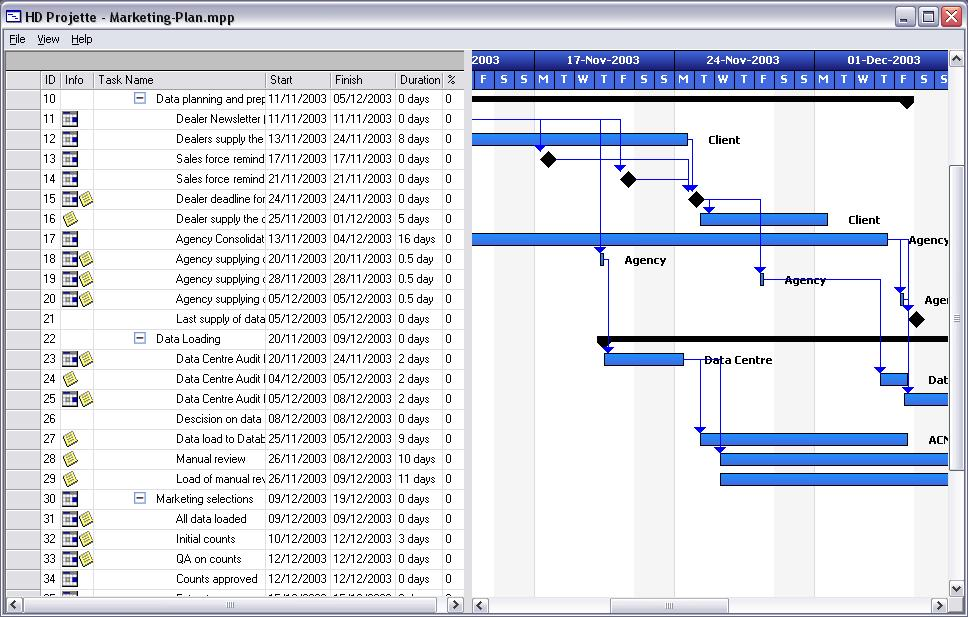 HD Projette - Marketing-Plan.mpp
File View Help
2003 17-Nov-2003 24-Nov-2003 01-Dec-2003
ID Info Task Name Start Finish Duration % F S S M T W T F S S M T W T F S S M T W T F S S
10 Data planning and prep 11/11/2003 05/12/2003 0 days 0
11 Dealer Newsletter 11/11/2003 11/11/2003 0 days 0
12 Dealers supply the 13/11/2003 24/11/2003 8 days 0 Client
13 Sales force remind 17/11/2003 17/11/2003 0 days 0
14 Sales force remind 21/11/2003 21/11/2003 0 days 0
15 Dealer deadline for 24/11/2003 24/11/2003 0 days 0
16 Dealer supply the 25/11/2003 01/12/2003 5 days 0 Client
17 Agency Consolidat 13/11/2003 04/12/2003 16 days 0 Agency
18 Agency supplying 20/11/2003 20/11/2003 0.5 day 0 Agency
19 Agency supplying 28/11/2003 28/11/2003 0.5 day 0 Agency
20 Agency supplying 05/12/2003 05/12/2003 0.5 day 0 Age
21 Last supply of data 05/12/2003 05/12/2003 0 days 0
22 Data Loading 20/11/2003 09/12/2003 0 days 0
23 Data Centre Audit 20/11/2003 24/11/2003 2 days 0 Data Centre
24 Data Centre Audit 04/12/2003 05/12/2003 2 days 0 Dat
25 Data Centre Audit 05/12/2003 08/12/2003 2 days 0
26 Descision on data 08/12/2003 08/12/2003 0 days 0
27 Data load to Datab 25/11/2003 05/12/2003 9 days 0 ACN
28 Manual review 26/11/2003 08/12/2003 10 days 0
29 Load of manual rev 26/11/2003 09/12/2003 11 days 0
30 Marketing selections 09/12/2003 19/12/2003 0 days 0
31 All data loaded 09/12/2003 09/12/2003 0 days 0
32 Initial counts 10/12/2003 12/12/2003 3 days 0
33 QA on counts 12/12/2003 12/12/2003 0 days 0
34 Counts approved 12/12/2003 12/12/2003 0 days 0